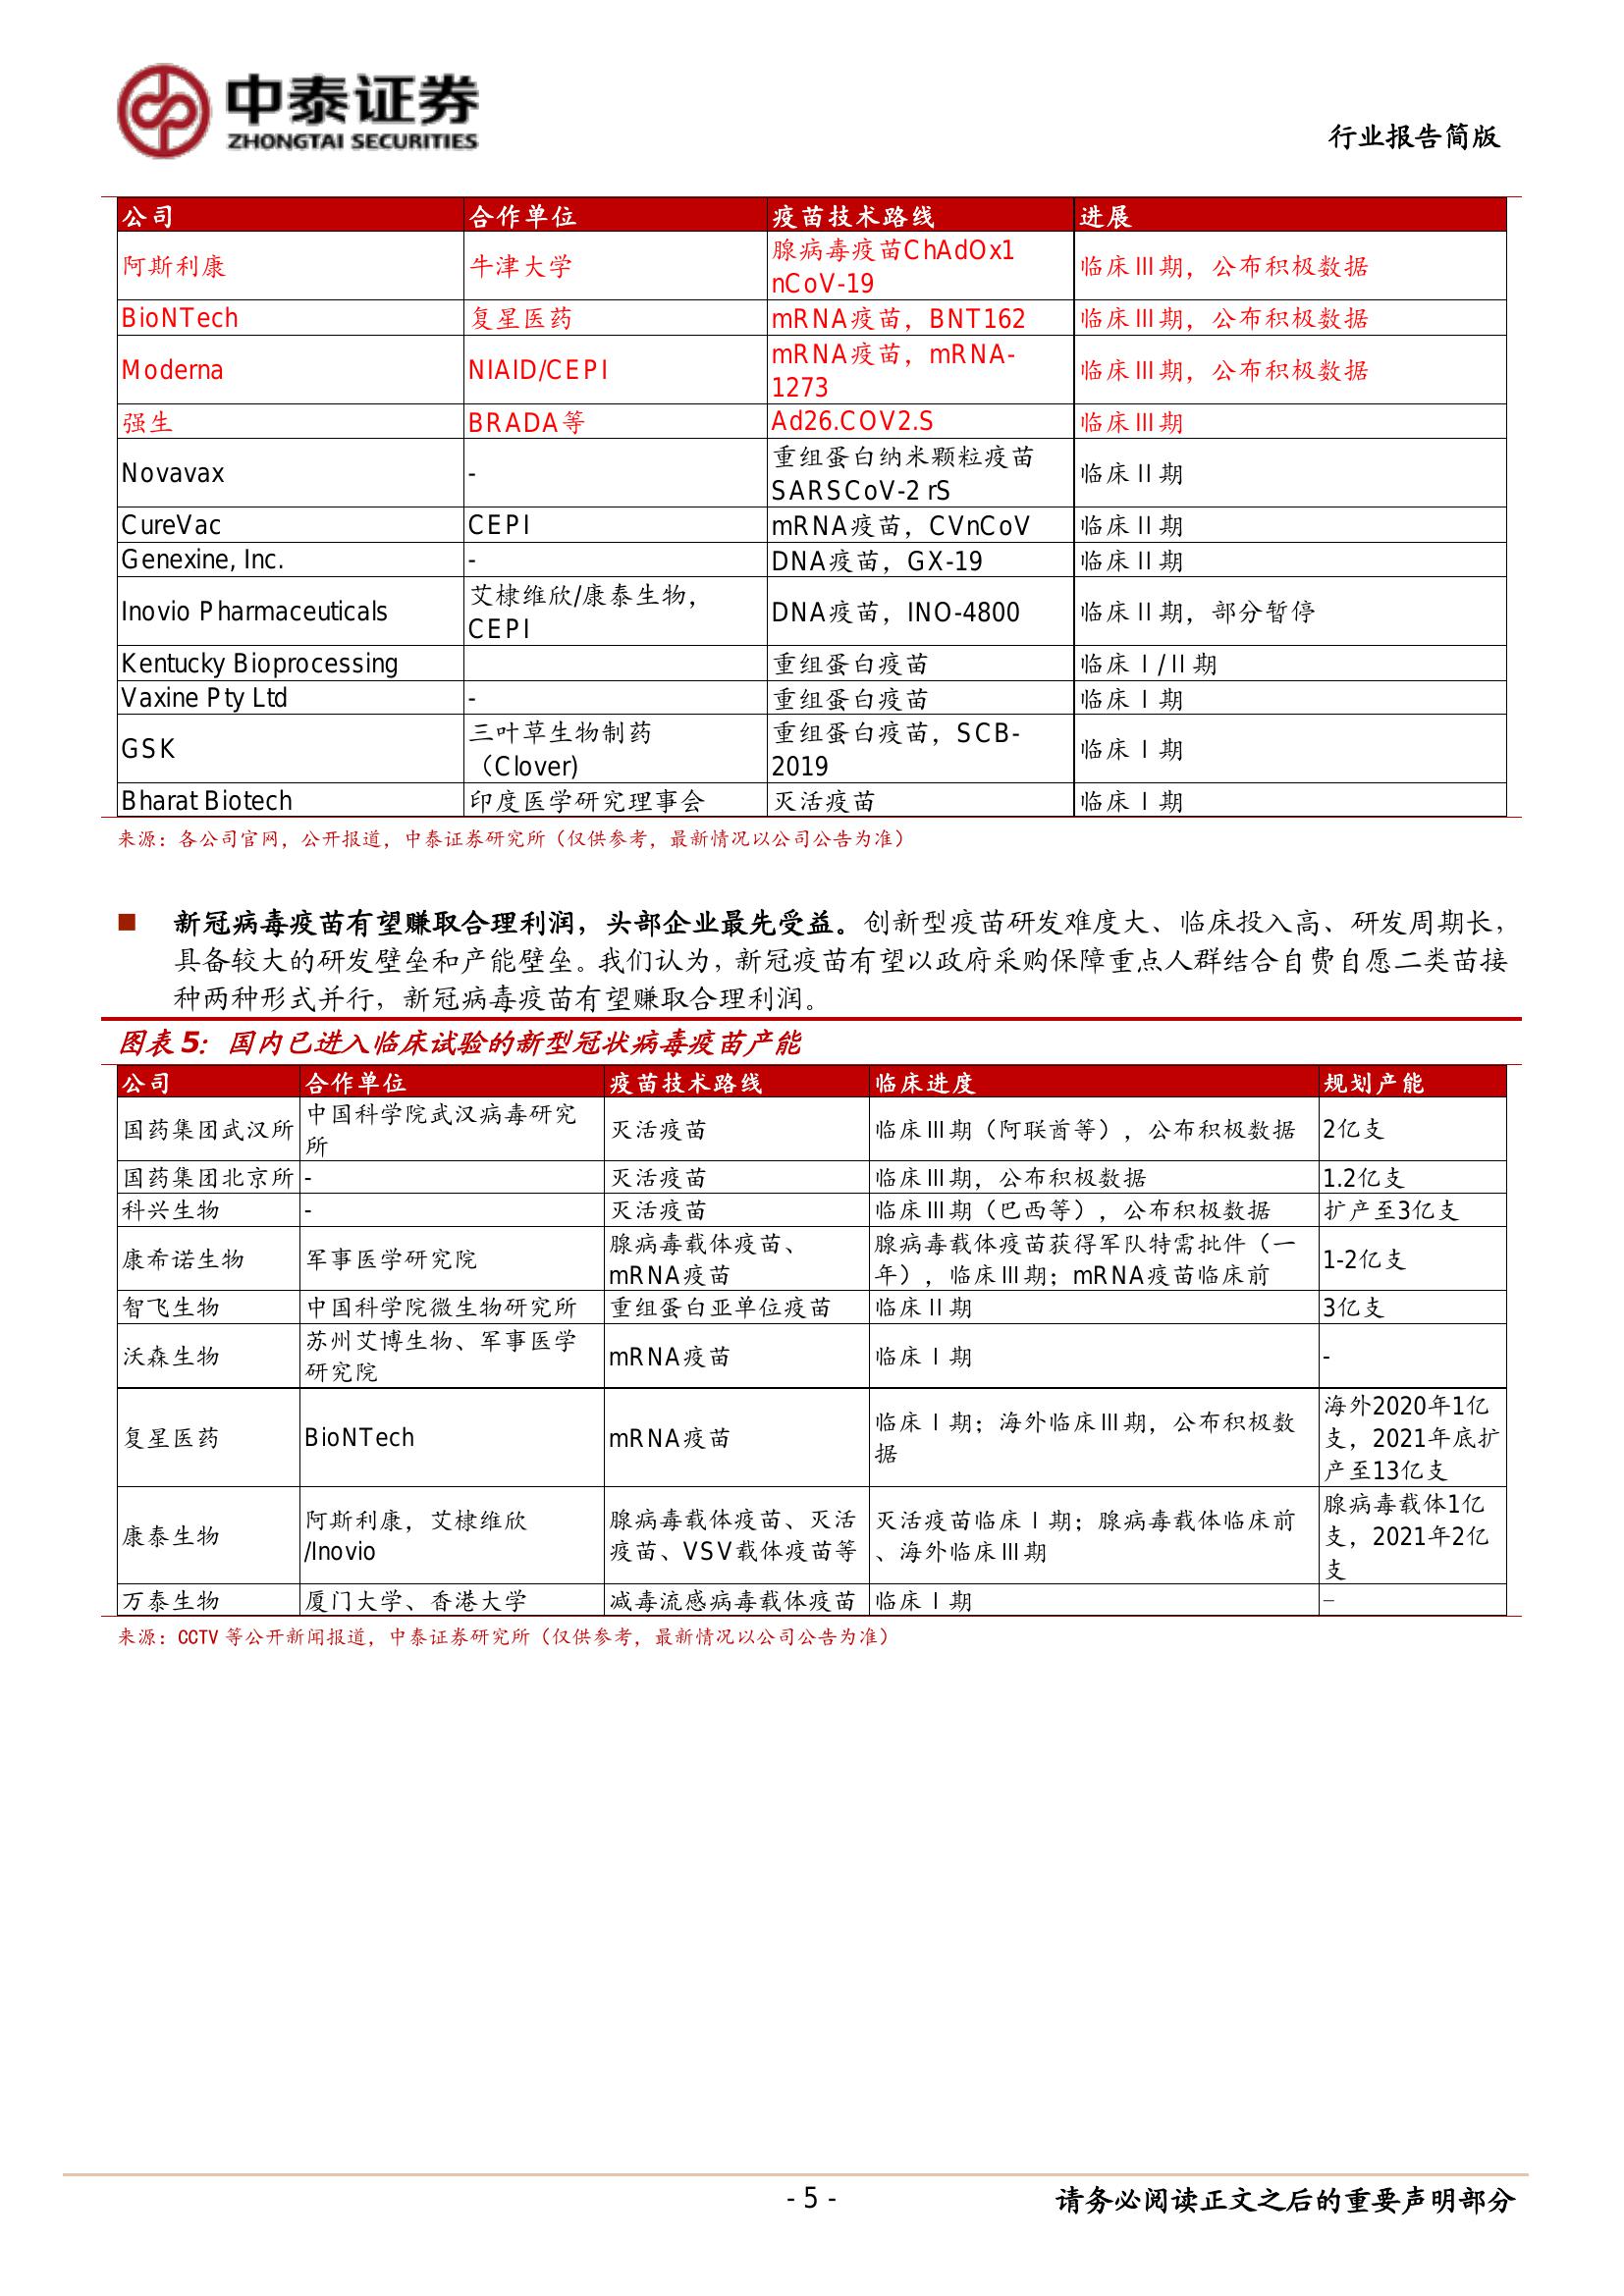 中泰证券
ZHONGTAI SECURITIES
行业报告简版
公司 合作单位 疫苗技术路线 进展
阿斯利康 牛津大学 腺病毒疫苗ChAdOx1 nCoV-19 临床Ⅲ期，公布积极数据
BioNTech 复星医药 mRNA疫苗，BNT162 临床Ⅲ期，公布积极数据
Moderna NIAID/CEPI mRNA疫苗，mRNA-1273 临床Ⅲ期，公布积极数据
强生 BRADA等 Ad26.COV2.S 临床Ⅲ期
Novavax - 重组蛋白纳米颗粒疫苗 SARSCoV-2 rS 临床Ⅱ期
CureVac CEPI mRNA疫苗，CVnCoV 临床Ⅱ期
Genexine, Inc. - DNA疫苗，GX-19 临床Ⅱ期
Inovio Pharmaceuticals 艾棣维欣/康泰生物，CEPI DNA疫苗，INO-4800 临床Ⅱ期，部分暂停
Kentucky Bioprocessing 重组蛋白疫苗 临床Ⅰ/Ⅱ期
Vaxine Pty Ltd - 重组蛋白疫苗 临床Ⅰ期
GSK 三叶草生物制药（Clover) 重组蛋白疫苗，SCB-2019 临床Ⅰ期
Bharat Biotech 印度医学研究理事会 灭活疫苗 临床Ⅰ期
来源：各公司官网，公开报道，中泰证券研究所（仅供参考，最新情况以公司公告为准）
■ 新冠病毒疫苗有望赚取合理利润，头部企业最先受益。创新型疫苗研发难度大、临床投入高、研发周期长，
具备较大的研发壁垒和产能壁垒。我们认为，新冠疫苗有望以政府采购保障重点人群结合自费自愿二类苗接
种两种形式并行，新冠病毒疫苗有望赚取合理利润。
图表 5：国内已进入临床试验的新型冠状病毒疫苗产能
公司 合作单位 疫苗技术路线 临床进度 规划产能
国药集团武汉所 中国科学院武汉病毒研究所 灭活疫苗 临床Ⅲ期（阿联酋等），公布积极数据 2亿支
国药集团北京所 - 灭活疫苗 临床Ⅲ期，公布积极数据 1.2亿支
科兴生物 - 灭活疫苗 临床Ⅲ期（巴西等），公布积极数据 扩产至3亿支
康希诺生物 军事医学研究院 腺病毒载体疫苗、mRNA疫苗 腺病毒载体疫苗获得军队特需批件（一年），临床Ⅲ期；mRNA疫苗临床前 1-2亿支
智飞生物 中国科学院微生物研究所 重组蛋白亚单位疫苗 临床Ⅱ期 3亿支
沃森生物 苏州艾博生物、军事医学研究院 mRNA疫苗 临床Ⅰ期 -
复星医药 BioNTech mRNA疫苗 临床Ⅰ期；海外临床Ⅲ期，公布积极数据 海外2020年1亿支，2021年底扩产至13亿支
康泰生物 阿斯利康，艾棣维欣/Inovio 腺病毒载体疫苗、灭活疫苗、VSV载体疫苗等 灭活疫苗临床Ⅰ期；腺病毒载体临床前、海外临床Ⅲ期 腺病毒载体1亿支，2021年2亿支
万泰生物 厦门大学、香港大学 减毒流感病毒载体疫苗 临床Ⅰ期 –
来源：CCTV 等公开新闻报道，中泰证券研究所（仅供参考，最新情况以公司公告为准）
- 5 -
请务必阅读正文之后的重要声明部分